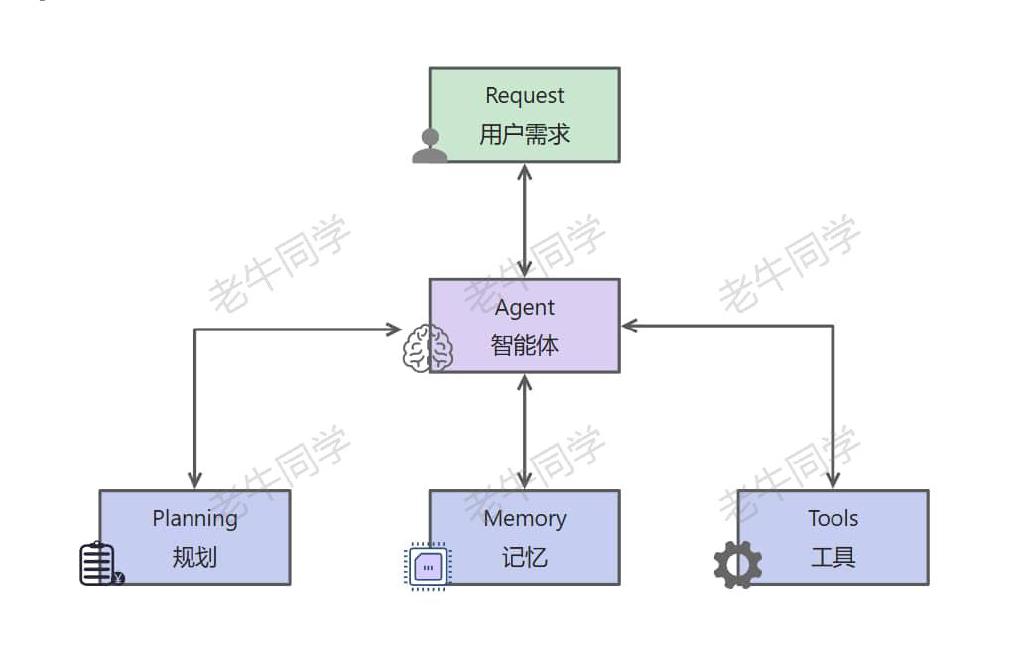 Request
用户需求
老牛同学
老牛同学
老牛同学
Agent
智能体
老牛同学
老牛同学
老牛同学
Planning
规划
Memory
记忆
Tools
工具